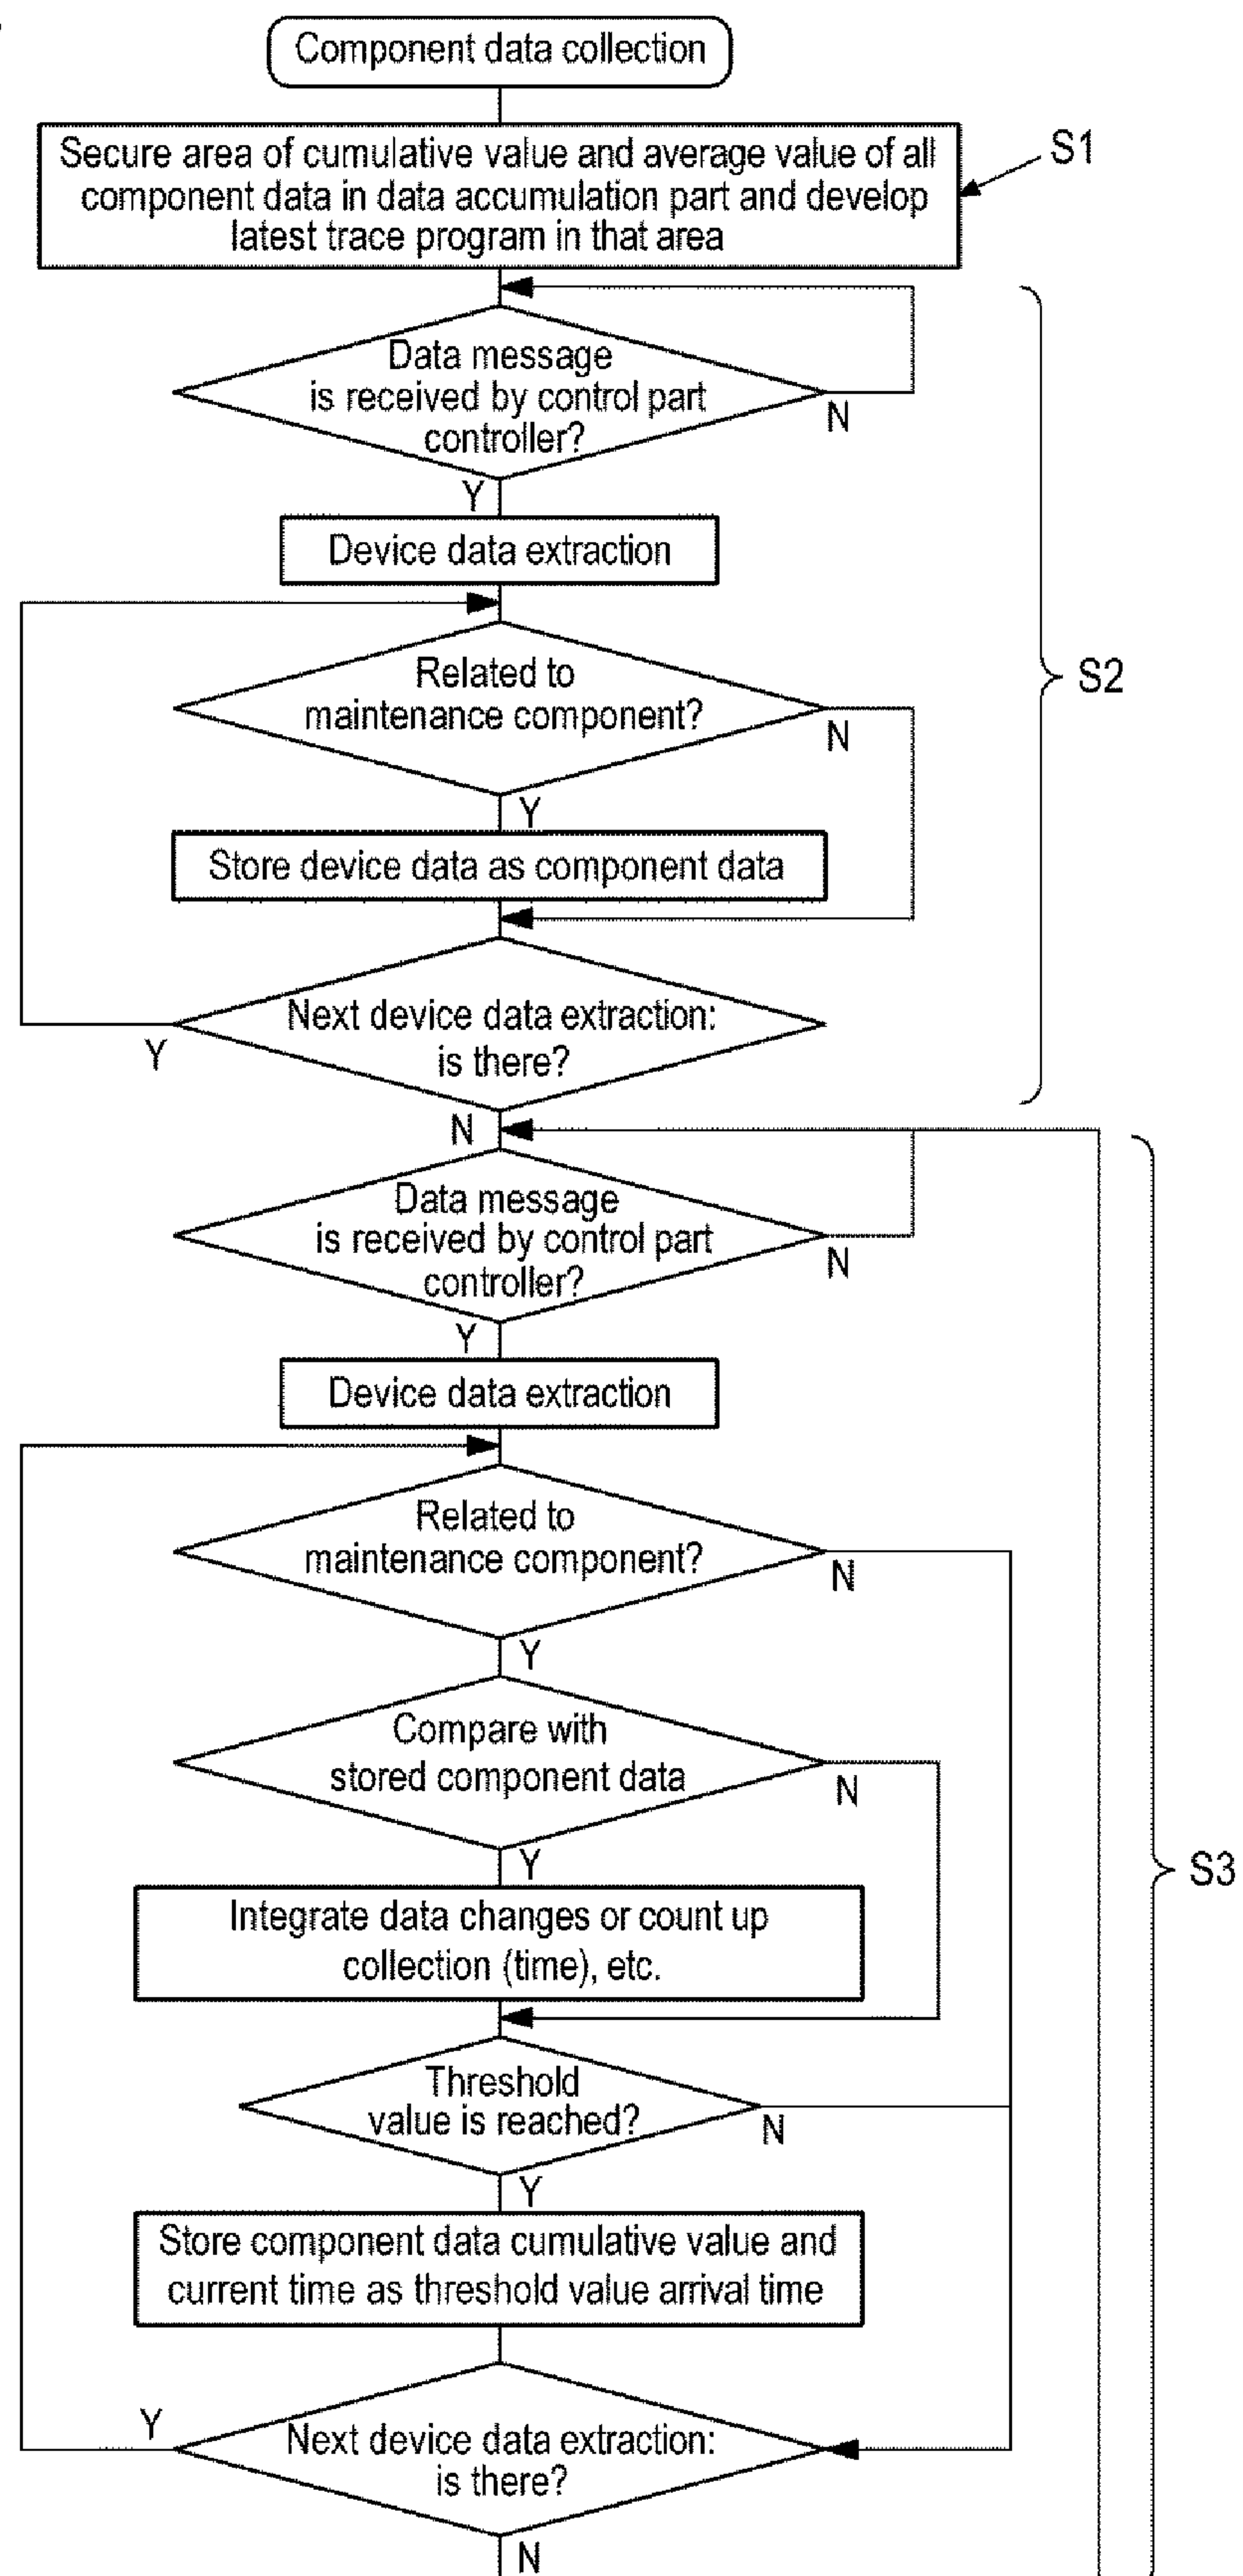 Component data collection
Secure area of cumulative value and average value of all
component data in data accumulation part and develop
latest trace program in that area
S1
Data message
is received by control part
controller?
N
Y
Device data extraction
Related to
maintenance component?
N
S2
Y
Store device data as component data
Next device data extraction:
is there?
Y
N
Data message
is received by control part
controller?
N
Y
Device data extraction
Related to
maintenance component?
N
Y
Compare with
stored component data
N
Y
S3
Integrate data changes or count up
collection (time), etc.
Threshold
value is reached?
N
Y
Store component data cumulative value and
current time as threshold value arrival time
Y
Next device data extraction:
is there?
N